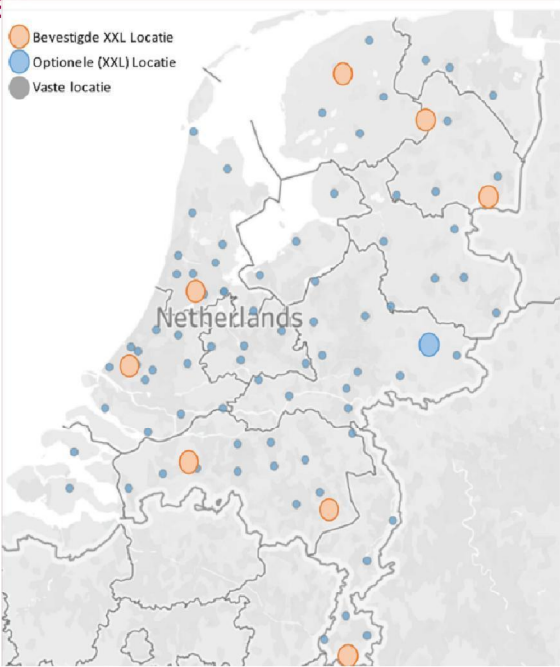 Bevestigde XXL Locatie
Optionele (XXL) Locatie
Vaste locatie
Netherlands